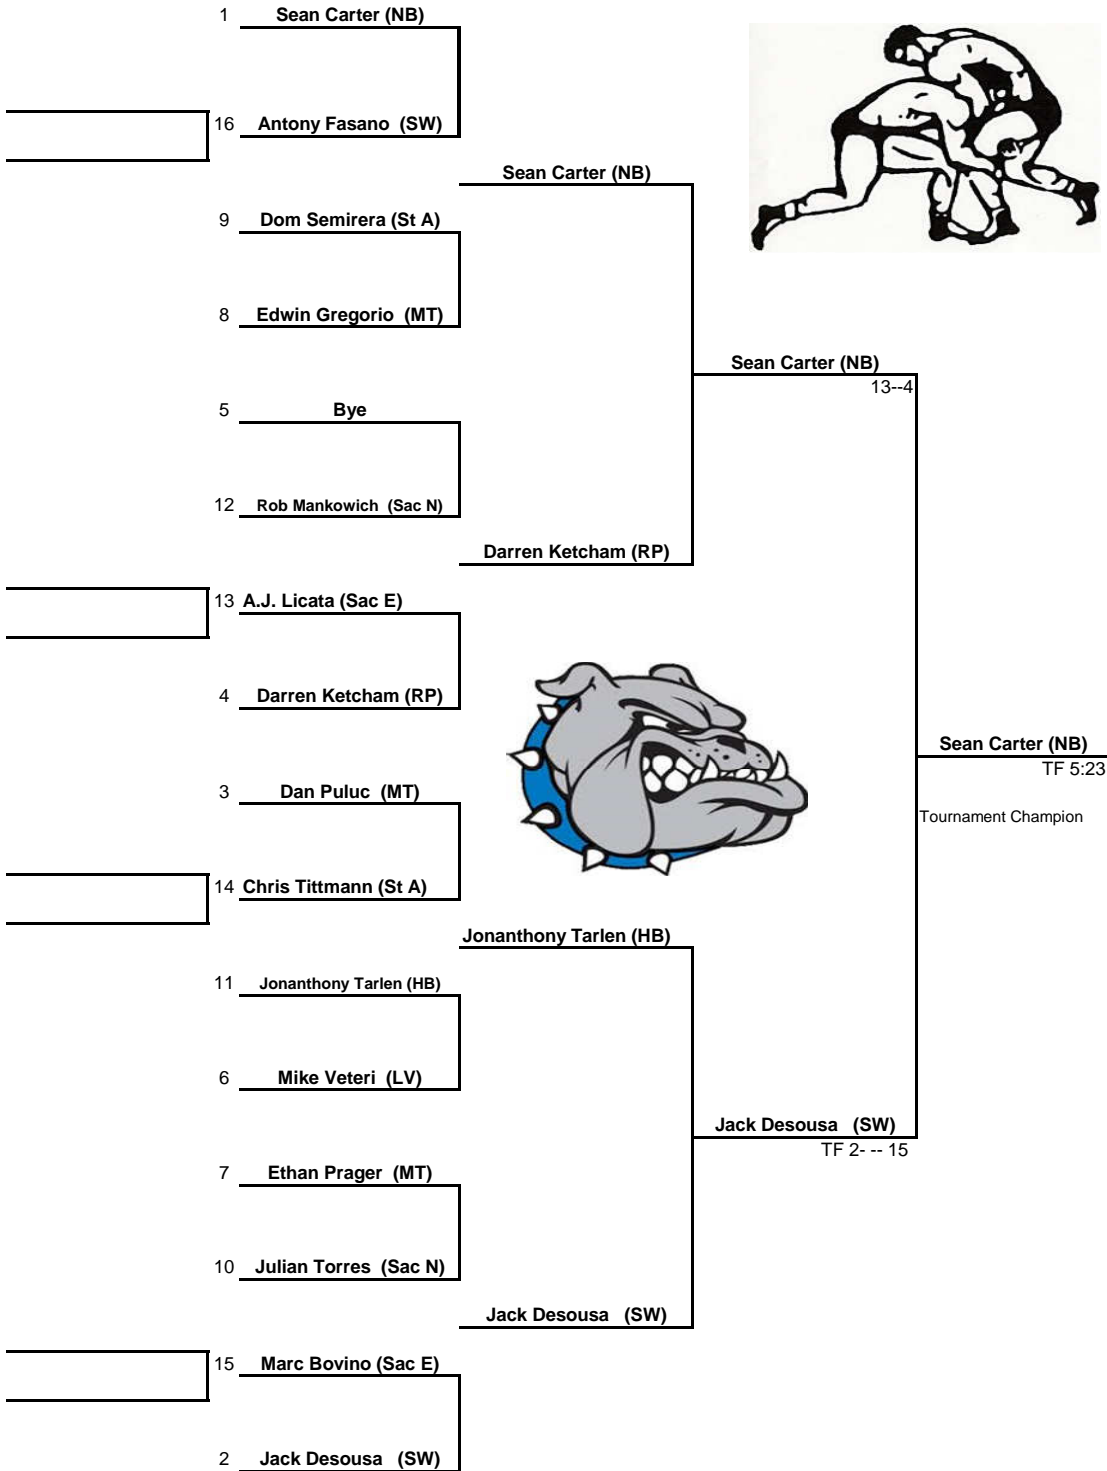 1 Sean Carter (NB)
16 Antony Fasano (SW)
Sean Carter (NB)
9 Dom Semirera (St A)
8 Edwin Gregorio (MT)
Sean Carter (NB)
13--4
5 Bye
12 Rob Mankowich (Sac N)
Darren Ketcham (RP)
13 A.J. Licata (Sac E)
4 Darren Ketcham (RP)
Sean Carter (NB)
TF 5:23
3 Dan Puluc (MT)
Tournament Champion
14 Chris Tittmann (St A)
Jonanthony Tarlen (HB)
11 Jonanthony Tarlen (HB)
6 Mike Veteri (LV)
Jack Desousa (SW)
TF 2- -- 15
7 Ethan Prager (MT)
10 Julian Torres (Sac N)
Jack Desousa (SW)
15 Marc Bovino (Sac E)
2 Jack Desousa (SW)